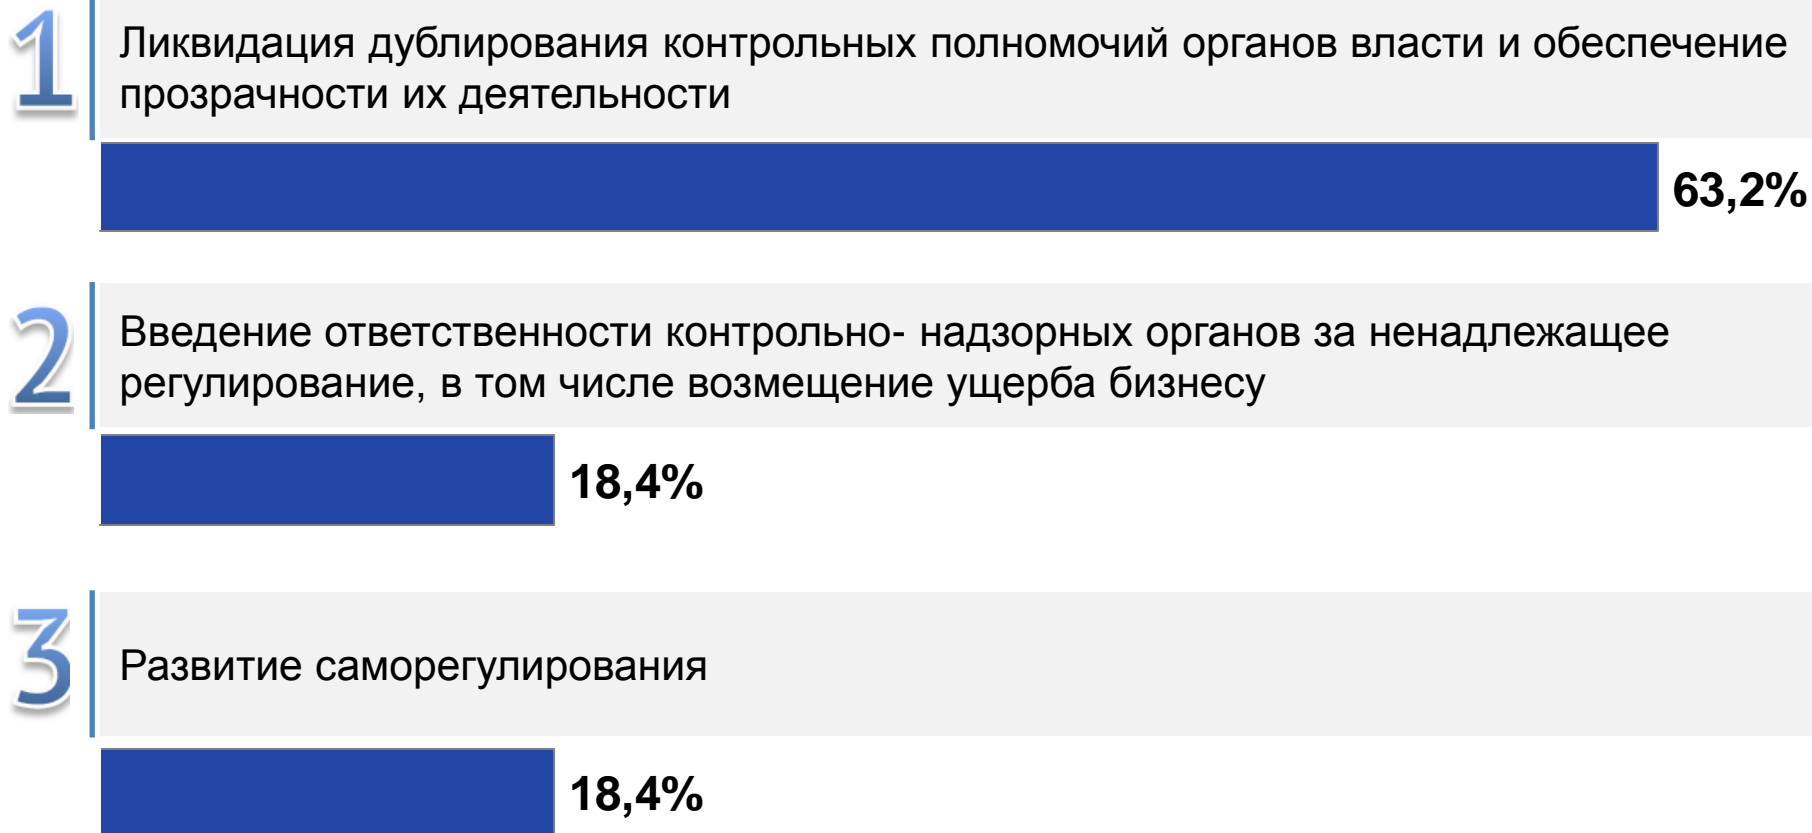 1
Ликвидация дублирования контрольных полномочий органов власти и обеспечение
прозрачности их деятельности
63,2%
2
Введение ответственности контрольно- надзорных органов за ненадлежащее
регулирование, в том числе возмещение ущерба бизнесу
18,4%
3
Развитие саморегулирования
18,4%